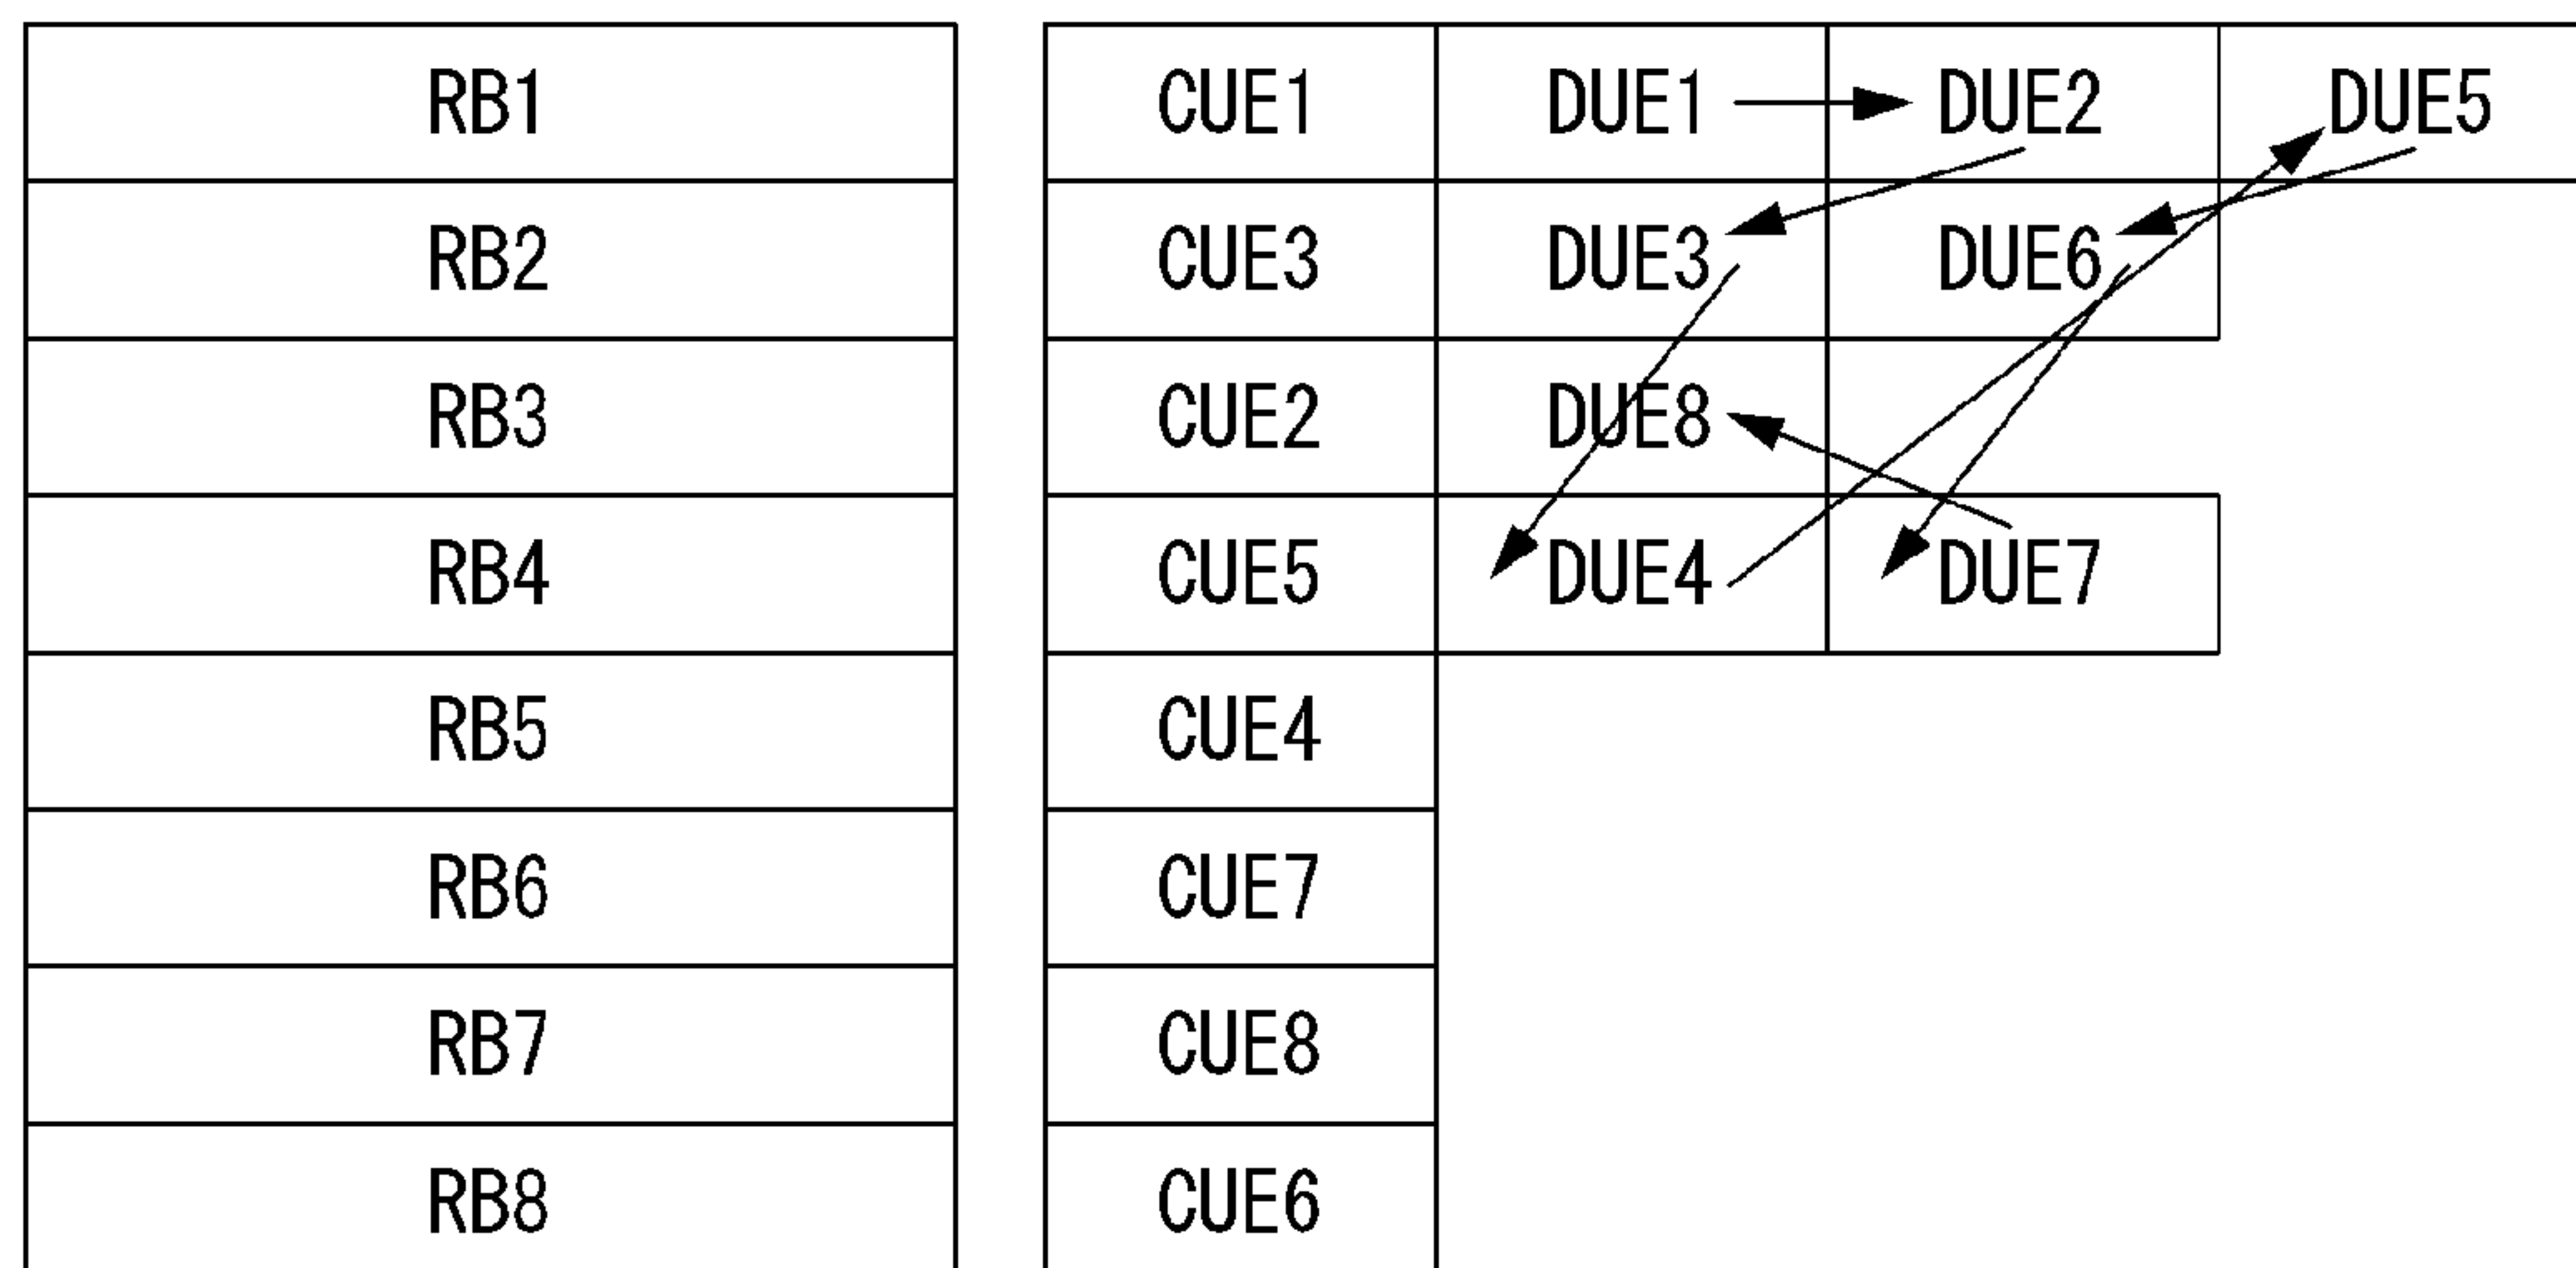 RB1 CUE1 DUE1 DUE2 DUE5
RB2 CUE3 DUE3 DUE6
RB3 CUE2 DUE8
RB4 CUE5 DUE4 DUE7
RB5 CUE4
RB6 CUE7
RB7 CUE8
RB8 CUE6